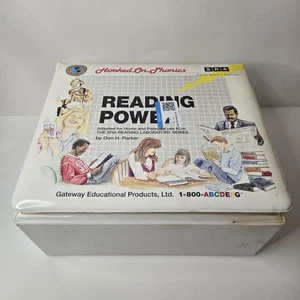 Hooked On Phonics
SRA
READING
POWER
Adapted for Home and Personal use from
THE SRA READING LABORATORY SERIES
by Don H. Parker
Gateway Educational Products, Ltd. 1-800-ABCDEFG